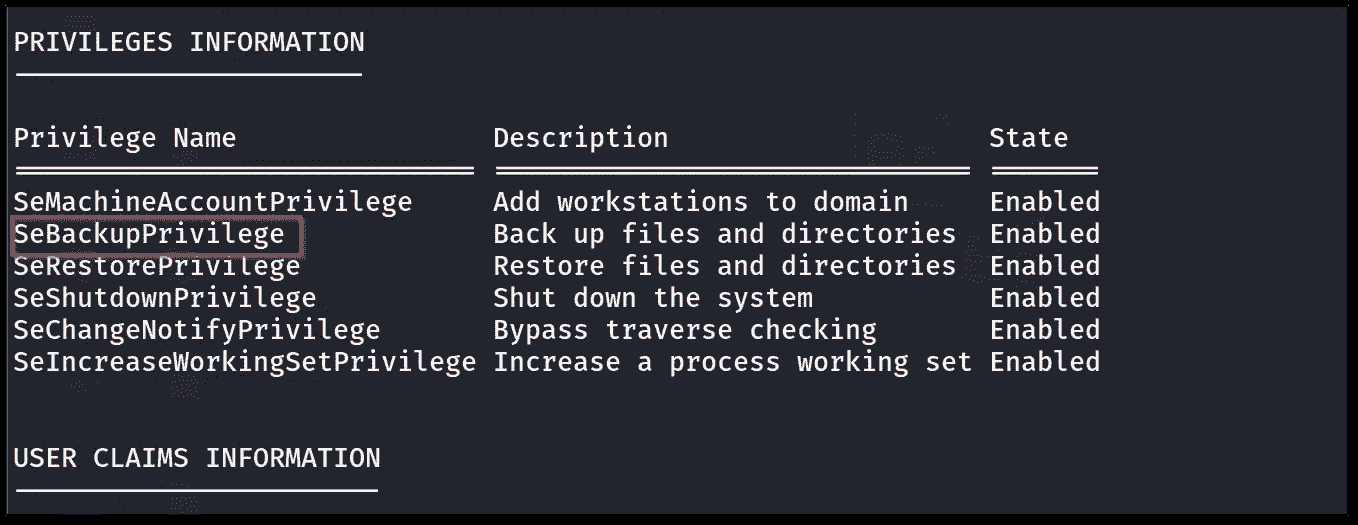 PRIVILEGES INFORMATION
Privilege Name Description State
SeMachineAccountPrivilege Add workstations to domain Enabled
SeBackupPrivilege Back up files and directories Enabled
SeRestorePrivilege Restore files and directories Enabled
SeShutdownPrivilege Shut down the system Enabled
SeChangeNotifyPrivilege Bypass traverse checking Enabled
SeIncreaseWorkingSetPrivilege Increase a process working set Enabled
USER CLAIMS INFORMATION